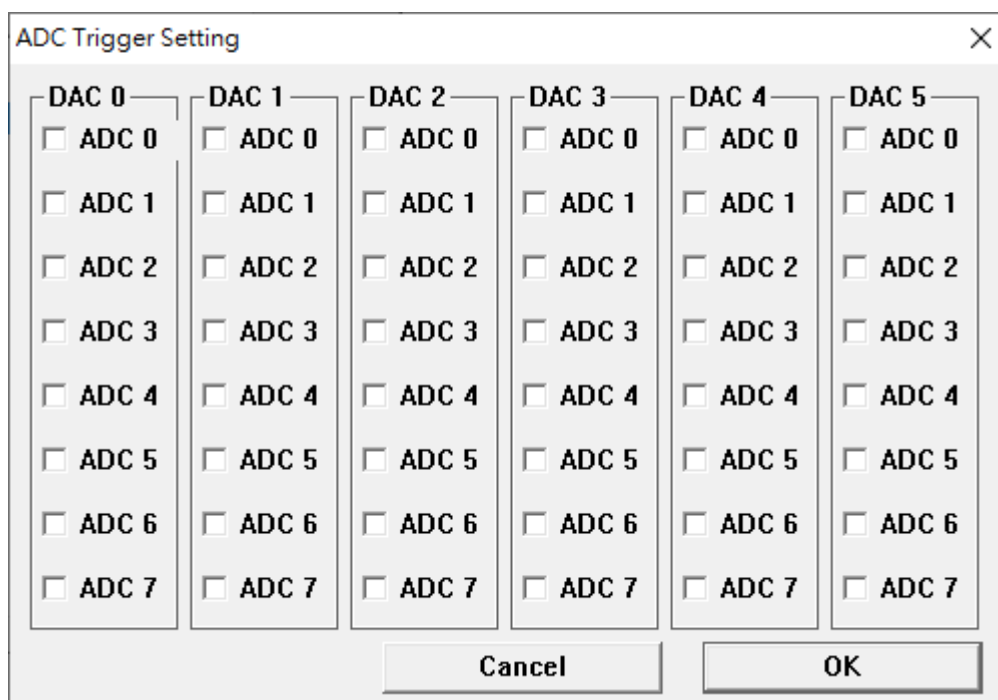 ADC Trigger Setting
DAC 0 DAC 1 DAC 2 DAC 3 DAC 4 DAC 5
ADC 0 ADC 0 ADC 0 ADC 0 ADC 0 ADC 0
ADC 1 ADC 1 ADC 1 ADC 1 ADC 1 ADC 1
ADC 2 ADC 2 ADC 2 ADC 2 ADC 2 ADC 2
ADC 3 ADC 3 ADC 3 ADC 3 ADC 3 ADC 3
ADC 4 ADC 4 ADC 4 ADC 4 ADC 4 ADC 4
ADC 5 ADC 5 ADC 5 ADC 5 ADC 5 ADC 5
ADC 6 ADC 6 ADC 6 ADC 6 ADC 6 ADC 6
ADC 7 ADC 7 ADC 7 ADC 7 ADC 7 ADC 7
Cancel OK